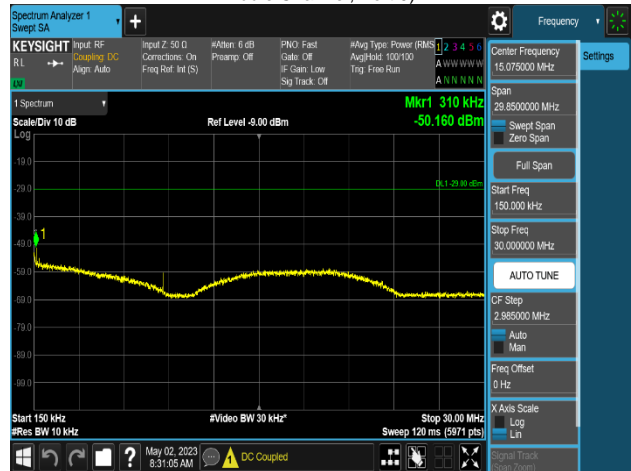 Spectrum Analyzer 1
Swept SA
Frequency
KEYSIGHT
RL
Input: RF
Coupling: DC
Align: Auto
Input Z: 50 Ω
Corrections: On
Freq Ref: Int (S)
#Atten: 6 dB
Preamp: Off
PNO: Fast
Gate: Off
IF Gain: Low
Sig Track: Off
#Avg Type: Power (RMS
Avg|Hold: 100/100
Trig: Free Run
1 2 3 4 5 6
A W W W W W
A N N N N N
1 Spectrum
Scale/Div 10 dB
Log
Ref Level -9.00 dBm
Mkr1 310 kHz
-50.160 dBm
-19.0
-29.0
DL1 -29.00 dBm
-39.0
1
-49.0
-59.0
-69.0
-79.0
-89.0
-99.0
Start 150 kHz
#Res BW 10 kHz
#Video BW 30 kHz*
Stop 30.00 MHz
Sweep 120 ms (5971 pts)
Center Frequency
15.075000 MHz
Settings
Span
29.8500000 MHz
Swept Span
Zero Span
Full Span
Start Freq
150.000 kHz
Stop Freq
30.000000 MHz
AUTO TUNE
CF Step
2.985000 MHz
Auto
Man
Freq Offset
0 Hz
X Axis Scale
Log
Lin
Signal Track
(Span Zoom)
?
May 02, 2023
8:31:05 AM
DC Coupled